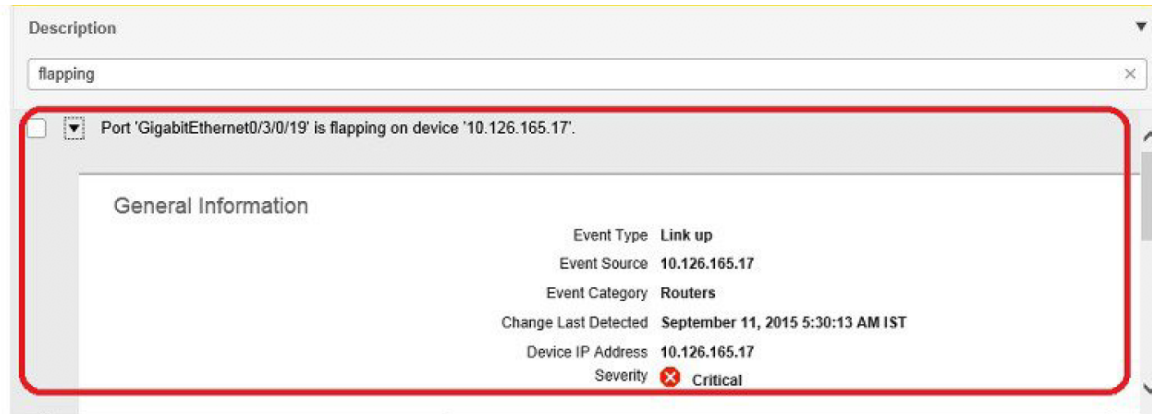 Description
flapping
Port 'GigabitEthernet0/3/0/19' is flapping on device '10.126.165.17'.
General Information
Event Type Link up
Event Source 10.126.165.17
Event Category Routers
Change Last Detected September 11, 2015 5:30:13 AM IST
Device IP Address 10.126.165.17
Severity Critical